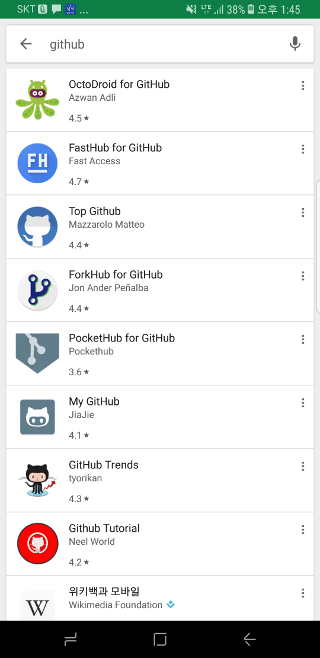 SKT ... LTE 38% 오후 1:45
github
OctoDroid for GitHub
Azwan Adli
4.5
FH
FastHub for GitHub
Fast Access
4.7
Top Github
Mazzarolo Matteo
4.4
ForkHub for GitHub
Jon Ander Peñalba
4.4
PocketHub for GitHub
Pockethub
3.6
My GitHub
JiaJie
4.1
GitHub Trends
tyorikan
4.3
Github Tutorial
Neel World
4.2
W
위키백과 모바일
Wikimedia Foundation